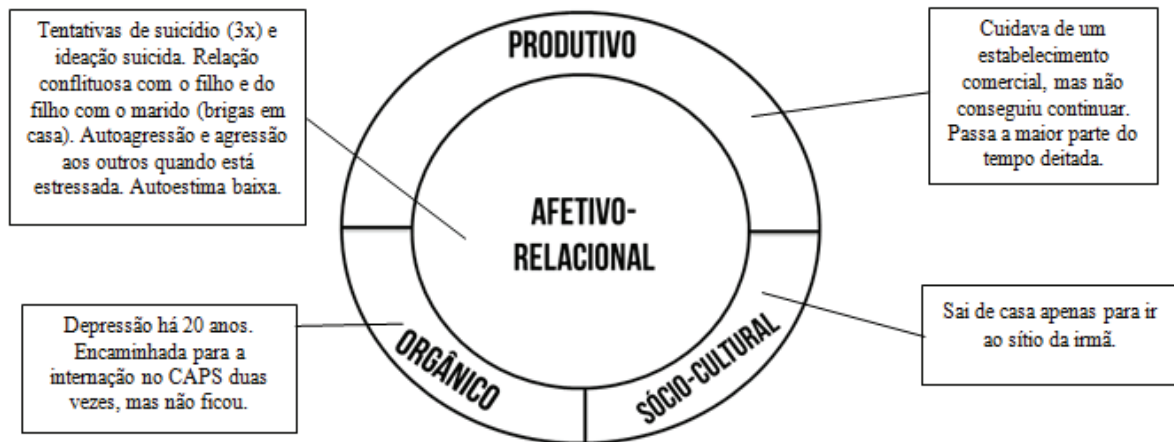 Tentativas de suicídio (3x) e
ideação suicida. Relação
conflituosa com o filho e do
filho com o marido (brigas em
casa). Autoagressão e agressão
aos outros quando está
estressada. Autoestima baixa.
PRODUTIVO
Cuidava de um
estabelecimento
comercial, mas não
conseguiu continuar.
Passa a maior parte do
tempo deitada.
AFETIVO-
RELACIONAL
Depressão há 20 anos.
Encaminhada para a
internação no CAPS duas
vezes, mas não ficou.
ORGÂNICO
SÓCIO-CULTURAL
Sai de casa apenas para ir
ao sítio da irmã.